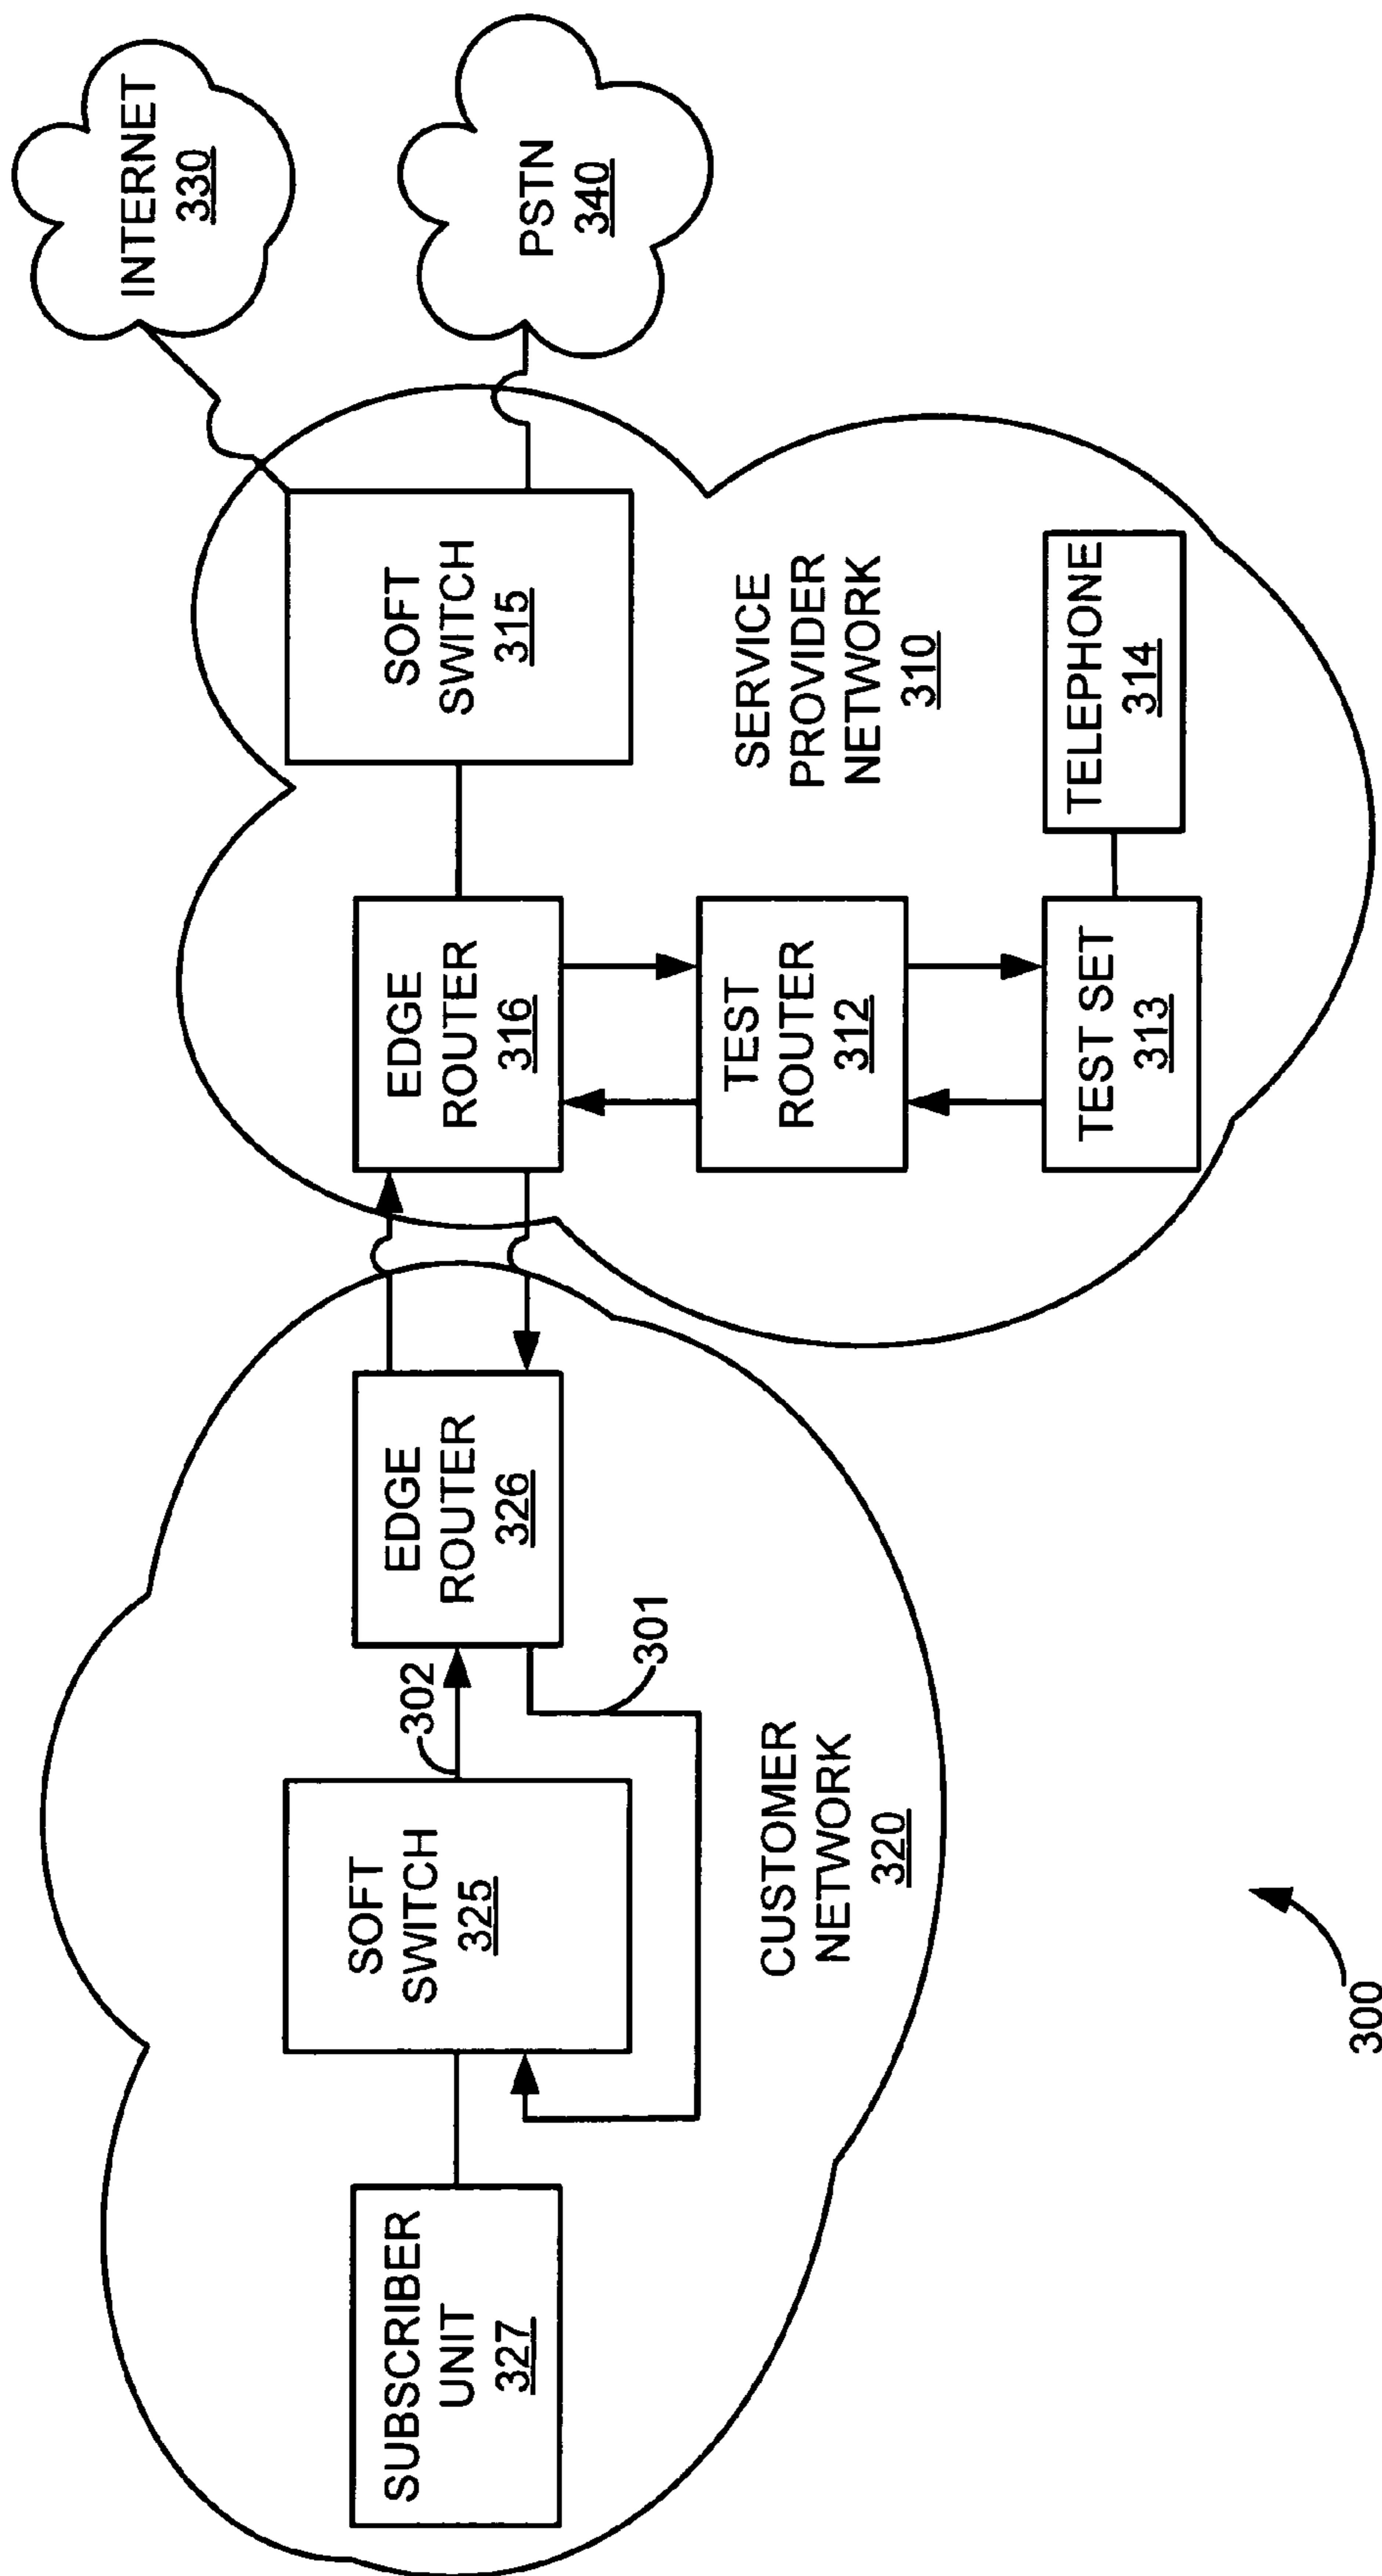 INTERNET
330
PSTN
340
SOFT
SWITCH
315
SERVICE
PROVIDER
NETWORK
310
TELEPHONE
314
EDGE
ROUTER
316
TEST
ROUTER
312
TEST SET
313
EDGE
ROUTER
326
301
302
SOFT
SWITCH
325
CUSTOMER
NETWORK
320
SUBSCRIBER
UNIT
327
300